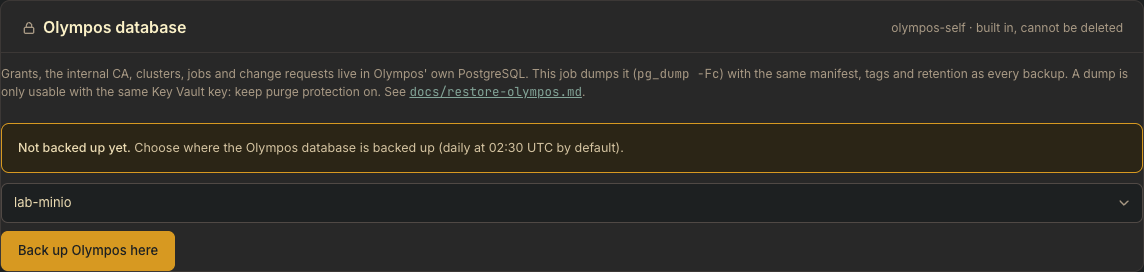 Olympos database
olympos-self · built in, cannot be deleted
Grants, the internal CA, clusters, jobs and change requests live in Olympos' own PostgreSQL. This job dumps it (pg_dump -Fc) with the same manifest, tags and retention as every backup. A dump is
only usable with the same Key Vault key: keep purge protection on. See docs/restore-olympos.md.
Not backed up yet. Choose where the Olympos database is backed up (daily at 02:30 UTC by default).
lab-minio
Back up Olympos here